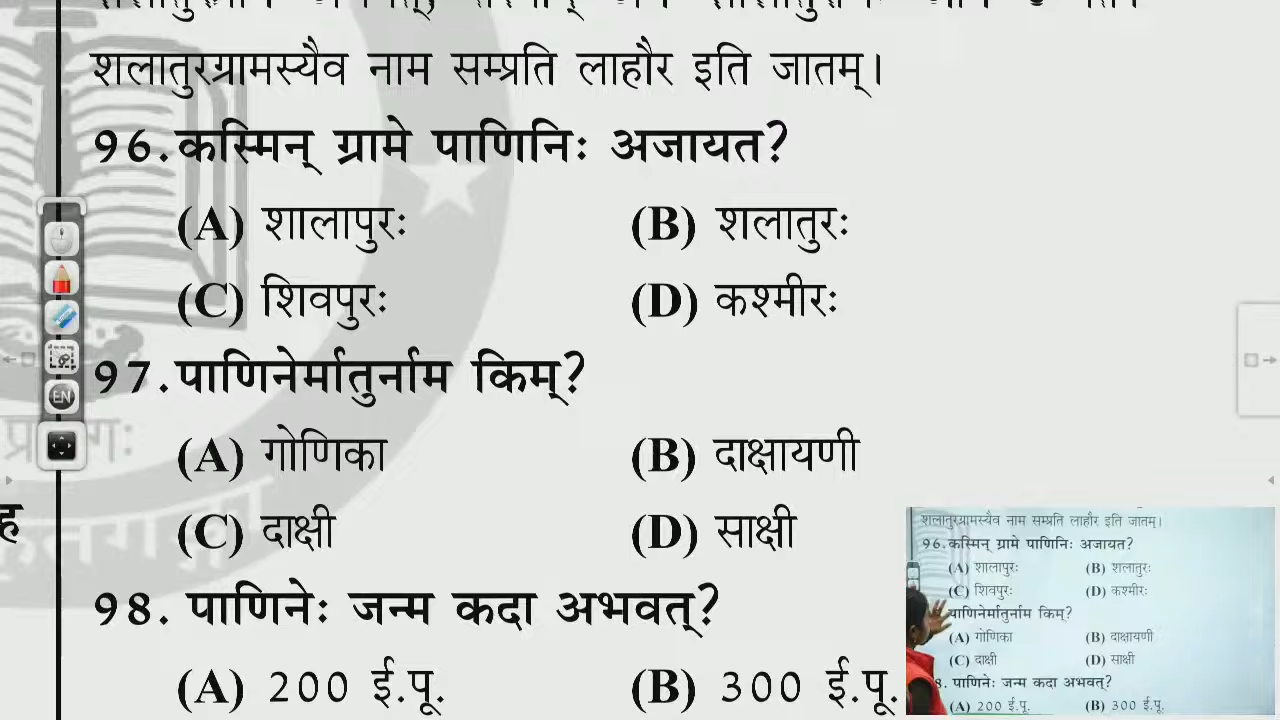 शलातुरग्रामस्यैव नाम सम्प्रति लाहौर इति जातम्।
96. कस्मिन् ग्रामे पाणिनिः अजायत?
(A) शालापुरः (B) शलातुरः
(C) शिवपुरः (D) कश्मीरः
97. पाणिनेर्मातुर्नाम किम्?
(A) गोणिका (B) दाक्षायणी
(C) दाक्षी (D) साक्षी
98. पाणिनेः जन्म कदा अभवत्?
(A) 200 ई.पू. (B) 300 ई.पू.
EN
ह
शलातुरग्रामस्यैव नाम सम्प्रति लाहौर इति जातम्।
96. कस्मिन् ग्रामे पाणिनिः अजायत?
(A) शालापुरः (B) शलातुरः
(C) शिवपुरः (D) कश्मीरः
पाणिनेर्मातुर्नाम किम्?
(A) गोणिका (B) दाक्षायणी
(C) दाक्षी (D) साक्षी
8. पाणिनेः जन्म कदा अभवत्?
(A) 200 ई.पू. (B) 300 ई.पू.